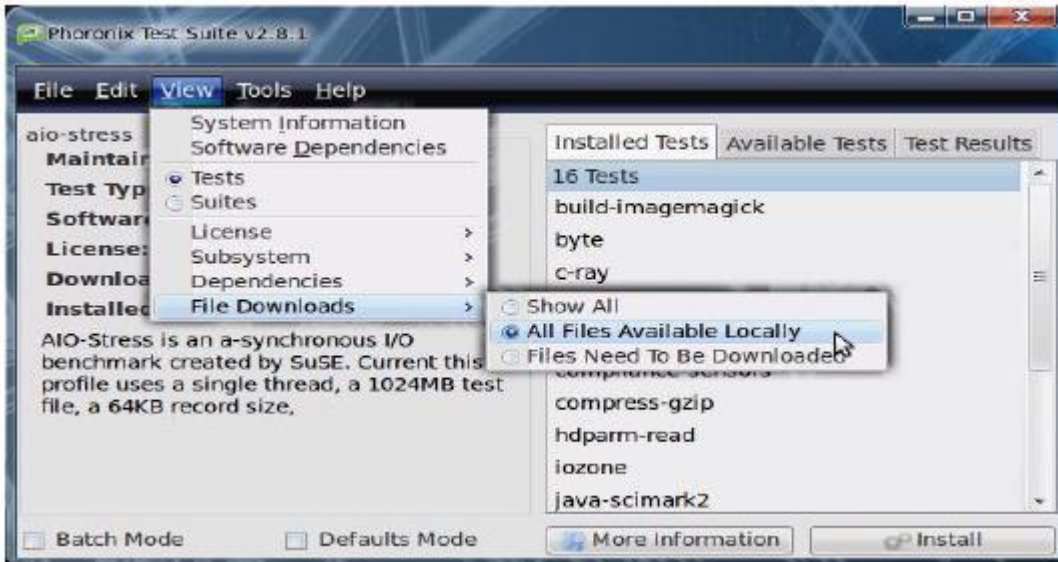 Phoronix Test Suite v2.8.1
File Edit View Tools Help
aio-stress
Maintair
Test Typ
Softwar
License:
Downloa
Installed
AIO-Stress is an a-synchronous I/O
benchmark created by SuSE. Current this
profile uses a single thread, a 1024MB test
file, a 64KB record size,
System Information
Software Dependencies
Tests
Suites
License
Subsystem
Dependencies
File Downloads
Show All
All Files Available Locally
Files Need To Be Downloaded
Installed Tests Available Tests Test Results
16 Tests
build-imagemagick
byte
c-ray
compliance-sensors
compress-gzip
hdparm-read
iozone
java-scimark2
Batch Mode Defaults Mode More Information Install